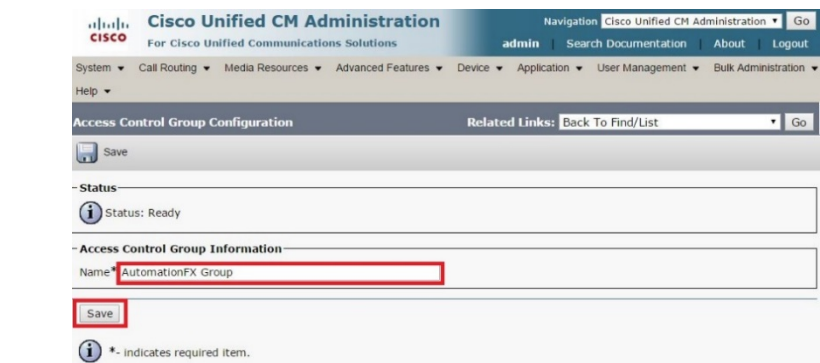 Cisco Unified CM Administration
Navigation Cisco Unified CM Administration Go
CISCO
For Cisco Unified Communications Solutions
admin Search Documentation About Logout
System Call Routing Media Resources Advanced Features Device Application User Management Bulk Administration
Help
Access Control Group Configuration Related Links: Back To Find/List Go
Save
Status
Status: Ready
Access Control Group Information
Name* AutomationFX Group
Save
*- indicates required item.